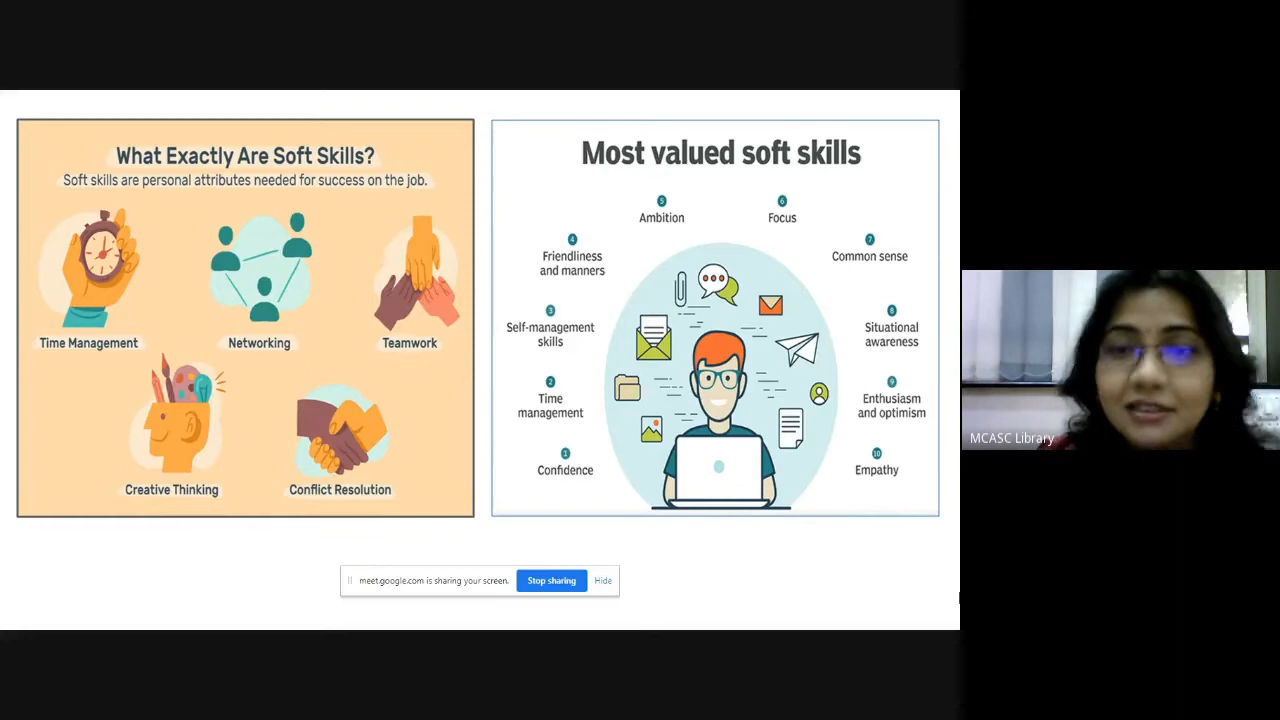 What Exactly Are Soft Skills?
Soft skills are personal attributes needed for success on the job.
Time Management
Networking
Teamwork
Creative Thinking
Conflict Resolution
Most valued soft skills
5
Ambition
6
Focus
4
Friendliness
and manners
7
Common sense
3
Self-management
skills
8
Situational
awareness
2
Time
management
9
Enthusiasm
and optimism
1
Confidence
10
Empathy
meet.google.com is sharing your screen.
Stop sharing
Hide
MCASC Library